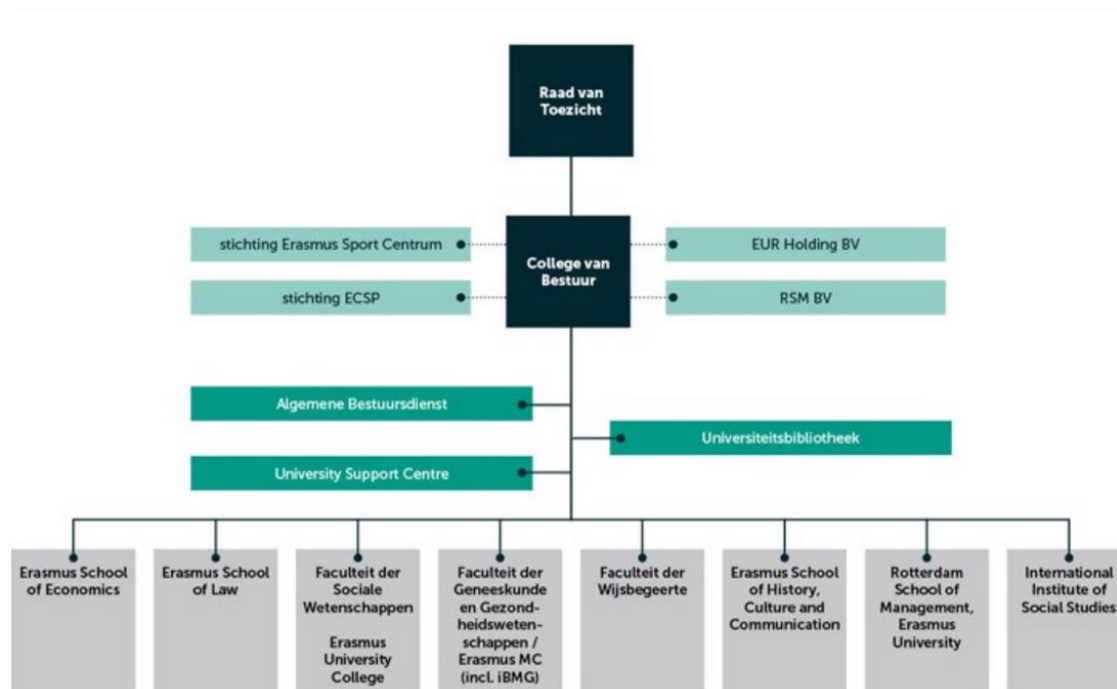 Raad van
Toezicht
stichting Erasmus Sport Centrum
EUR Holding BV
College van
Bestuur
stichting ECSP
RSM BV
Algemene Bestuursdienst
Universiteitsbibliotheek
University Support Centre
Erasmus School
of Economics
Erasmus School
of Law
Faculteit der
Sociale
Wetenschappen
Erasmus
University
College
Faculteit der
Geneeskunde
en Gezond-
heidsweten-
schappen /
Erasmus MC
(incl. iBMG)
Faculteit der
Wijsbegeerte
Erasmus School
of History,
Culture and
Communication
Rotterdam
School of
Management,
Erasmus
University
International
Institute of
Social Studies